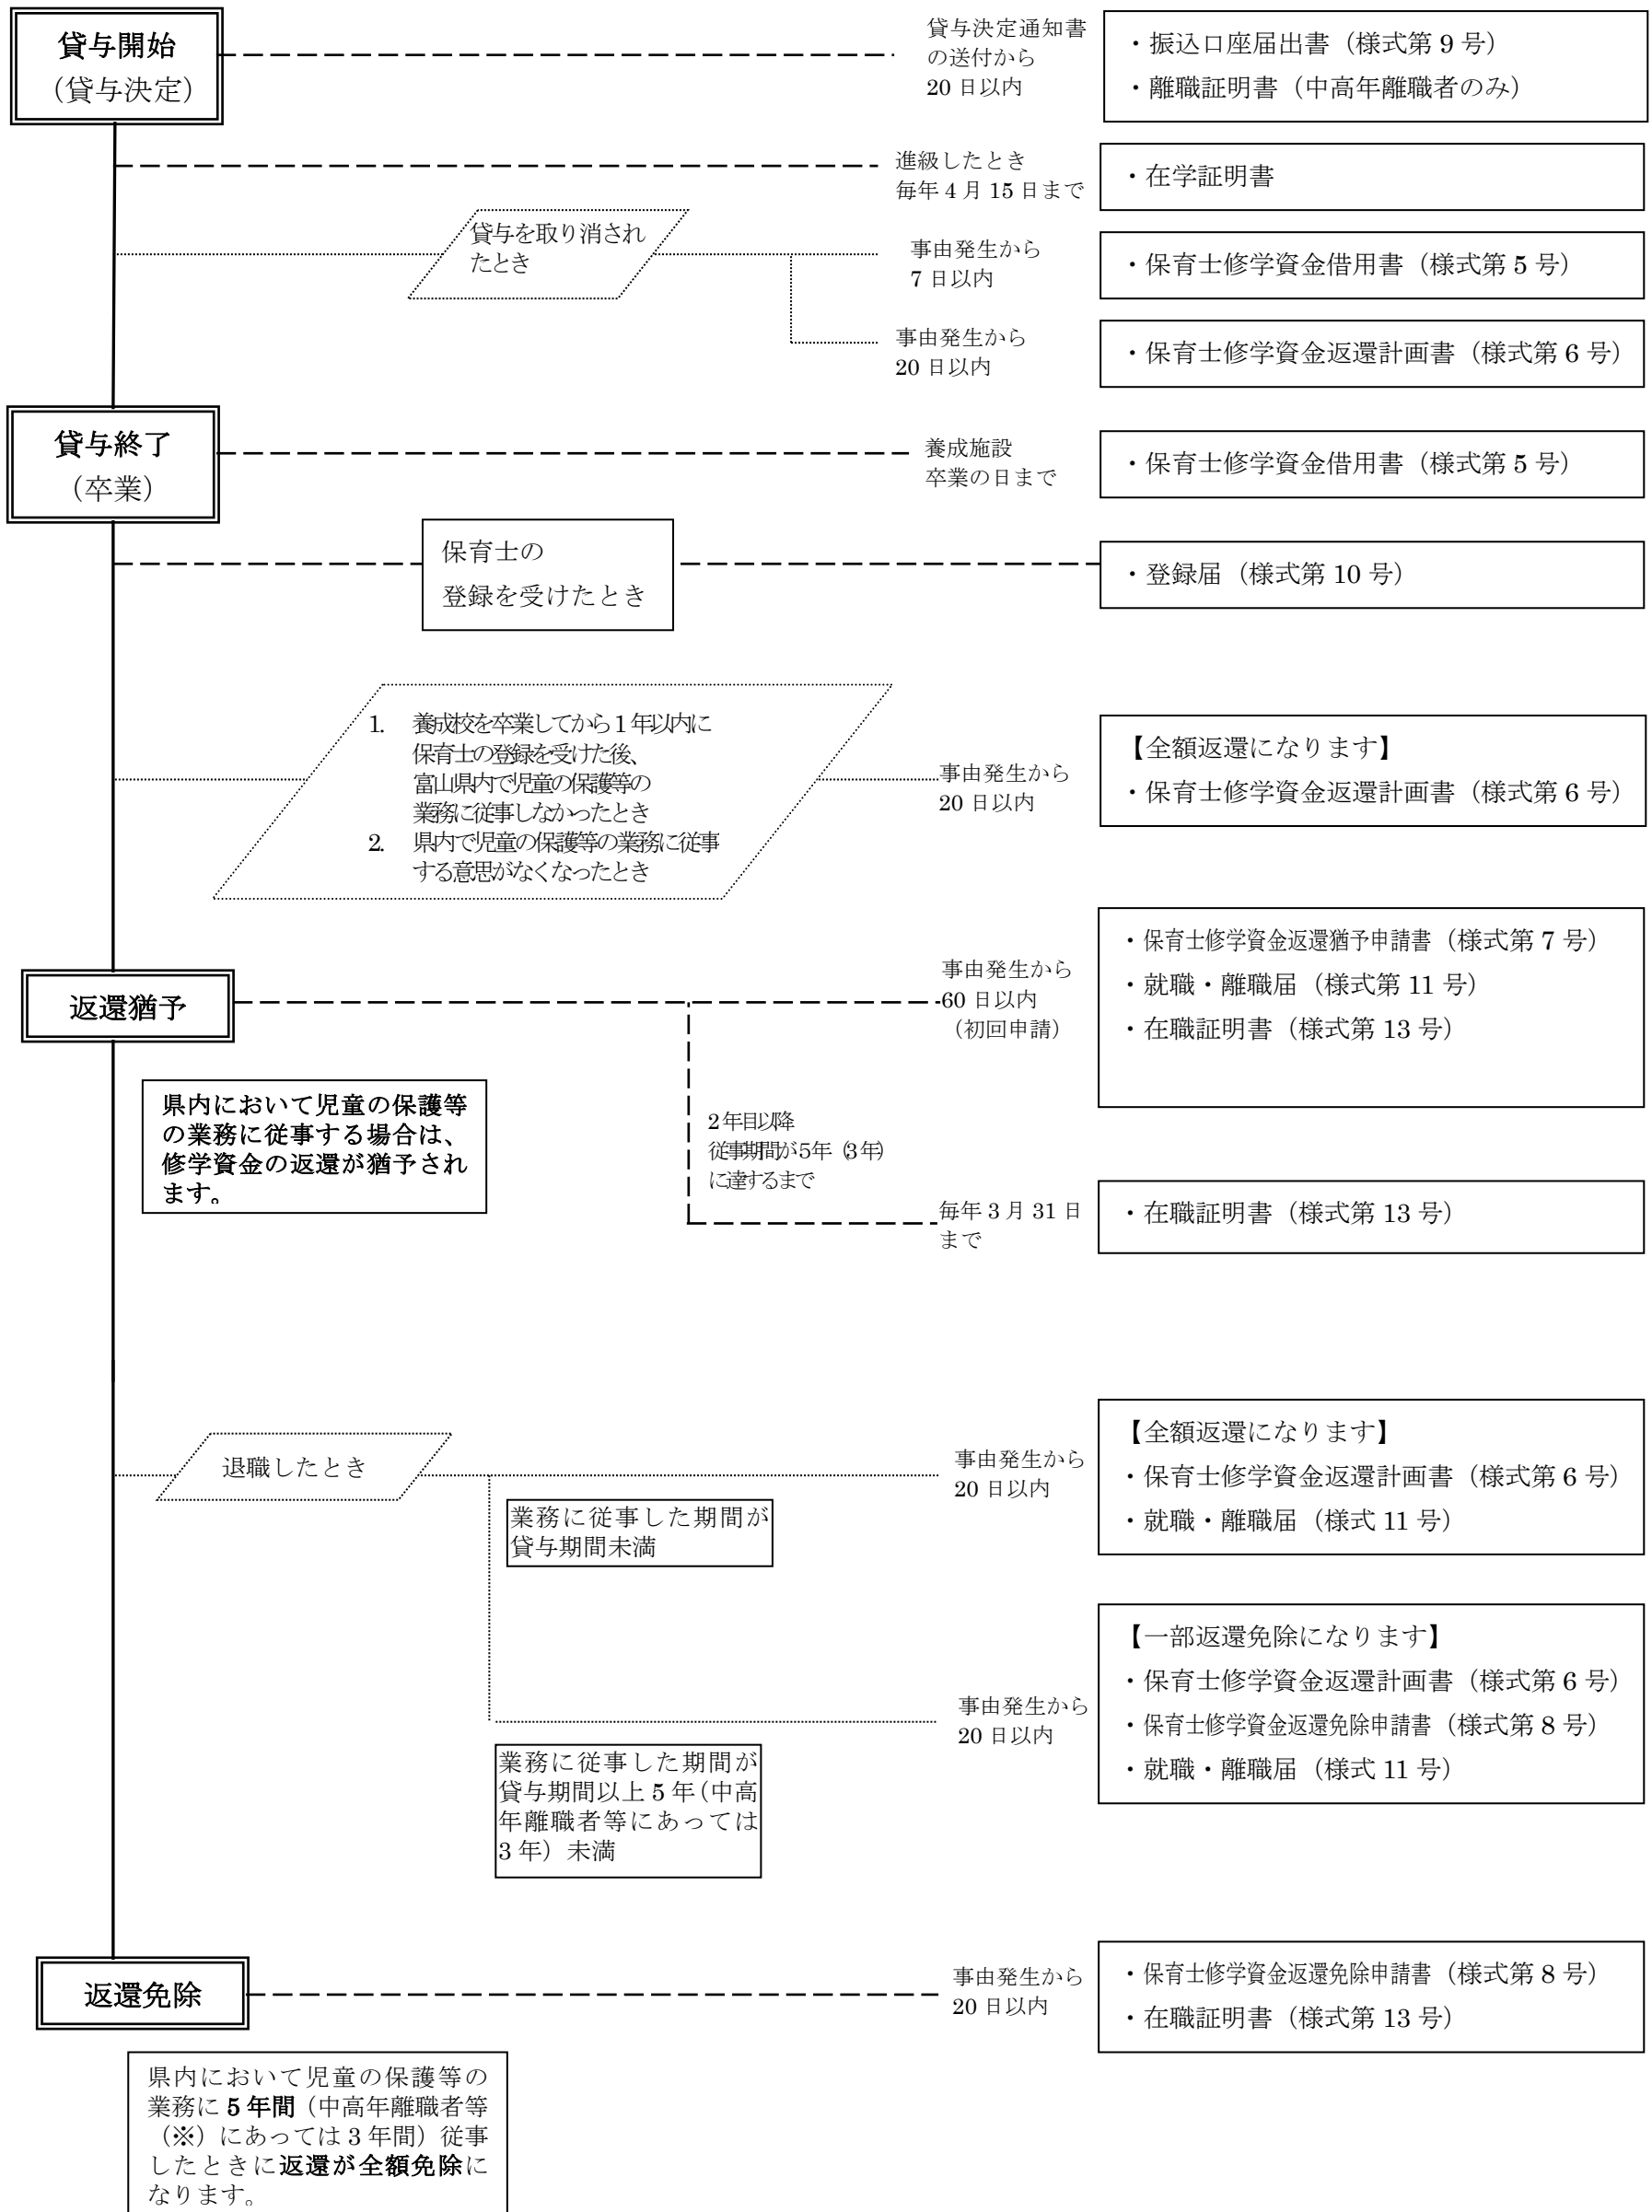 貸与開始
（貸与決定）
貸与決定通知書
の送付から
20 日以内
・振込口座届出書（様式第 9 号）
・離職証明書（中高年離職者のみ）
進級したとき
毎年 4 月 15 日まで
・在学証明書
貸与を取り消され
たとき
事由発生から
7 日以内
・保育士修学資金借用書（様式第 5 号）
事由発生から
20 日以内
・保育士修学資金返還計画書（様式第 6 号）
貸与終了
（卒業）
養成施設
卒業の日まで
・保育士修学資金借用書（様式第 5 号）
保育士の
登録を受けたとき
・登録届（様式第 10 号）
1. 養成校を卒業してから 1 年以内に
保育士の登録を受けた後、
富山県内で児童の保護等の
業務に従事しなかったとき
2. 県内で児童の保護等の業務に従事
する意思がなくなったとき
事由発生から
20 日以内
【全額返還になります】
・保育士修学資金返還計画書（様式第 6 号）
返還猶予
事由発生から
60 日以内
（初回申請）
・保育士修学資金返還猶予申請書（様式第 7 号）
・就職・離職届（様式第 11 号）
・在職証明書（様式第 13 号）
県内において児童の保護等
の業務に従事する場合は、
修学資金の返還が猶予され
ます。
2 年目以降
従事期間が 5 年（3 年）
に達するまで
毎年 3 月 31 日
まで
・在職証明書（様式第 13 号）
退職したとき
事由発生から
20 日以内
業務に従事した期間が
貸与期間未満
【全額返還になります】
・保育士修学資金返還計画書（様式第 6 号）
・就職・離職届（様式 11 号）
事由発生から
20 日以内
業務に従事した期間が
貸与期間以上 5 年（中高
年離職者等にあっては
3 年）未満
【一部返還免除になります】
・保育士修学資金返還計画書（様式第 6 号）
・保育士修学資金返還免除申請書（様式第 8 号）
・就職・離職届（様式 11 号）
返還免除
事由発生から
20 日以内
・保育士修学資金返還免除申請書（様式第 8 号）
・在職証明書（様式第 13 号）
県内において児童の保護等の
業務に 5 年間（中高年離職者等
（※）にあっては 3 年間）従事
したときに返還が全額免除に
なります。